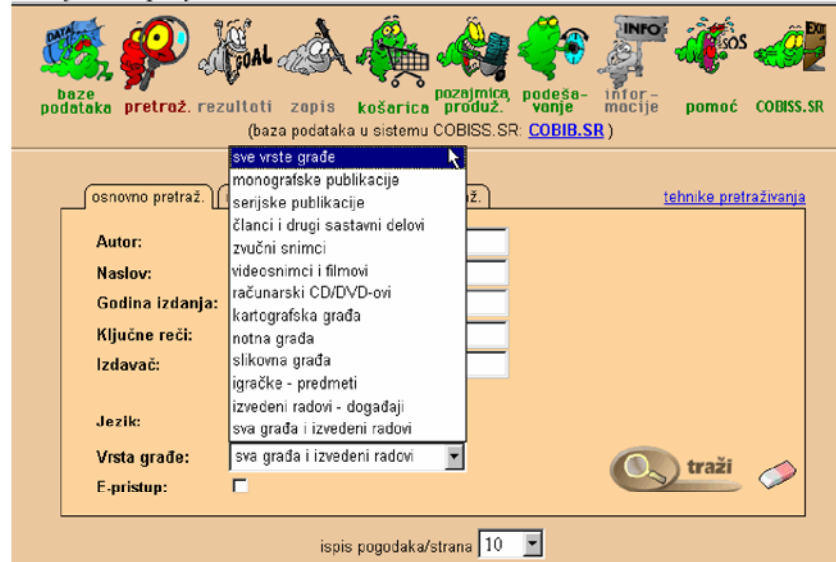 DATA GOAL INFO SOS EXIT
baze podataka pretraž. rezultati zapis košarica pozajmica, produž. podeša-vanje infor-macije pomoć COBISS.SR
(baza podataka u sistemu COBISS.SR: COBIB.SR )
sve vrste građe
monografske publikacije
serijske publikacije
članci i drugi sastavni delovi
zvučni snimci
videosnimci i filmovi
računarski CD/DVD-ovi
kartografska građa
notna građa
slikovna građa
igračke - predmeti
izvedeni radovi - događaji
sva građa i izvedeni radovi
osnovno pretraž. ž. tehnike pretraživanja
Autor:
Naslov:
Godina izdanja:
Ključne reči:
Izdavač:
Jezik:
Vrsta građe: sva građa i izvedeni radovi
E-pristup:
traži
ispis pogodaka/strana 10